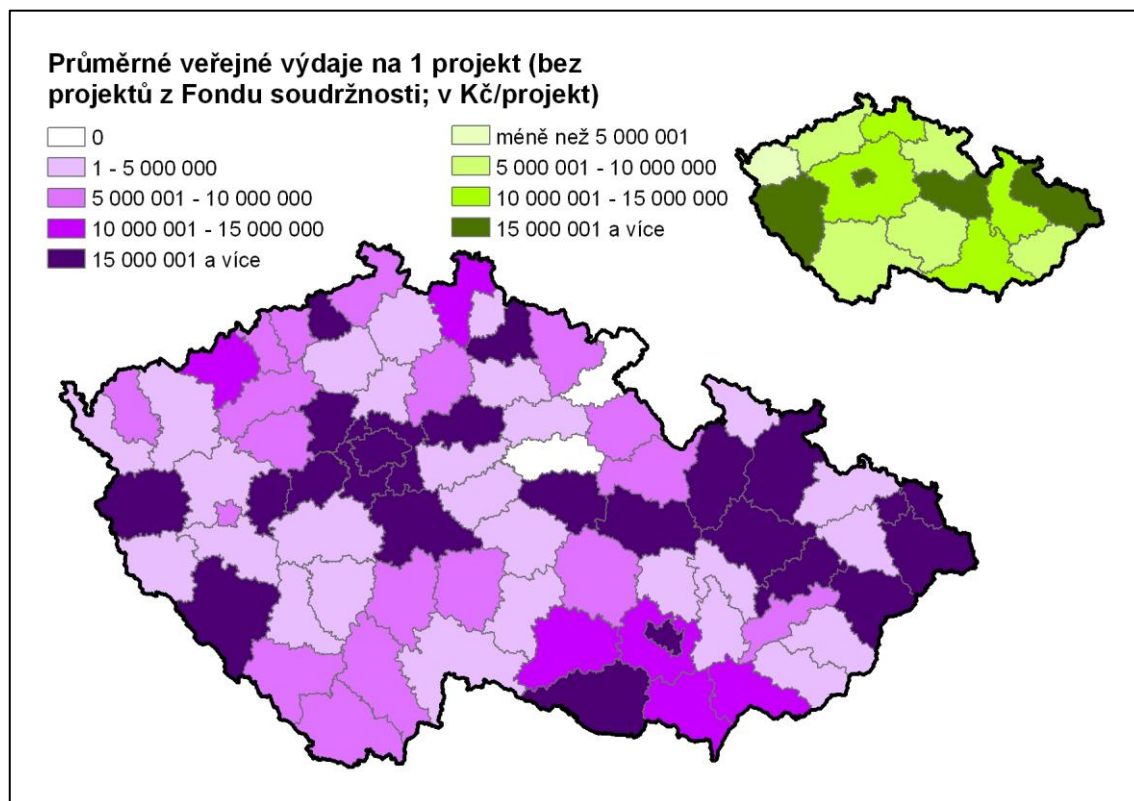 Průměrné veřejné výdaje na 1 projekt (bez
projektů z Fondu soudržnosti; v Kč/projekt)
0
1 - 5 000 000
5 000 001 - 10 000 000
10 000 001 - 15 000 000
15 000 001 a více
méně než 5 000 001
5 000 001 - 10 000 000
10 000 001 - 15 000 000
15 000 001 a více